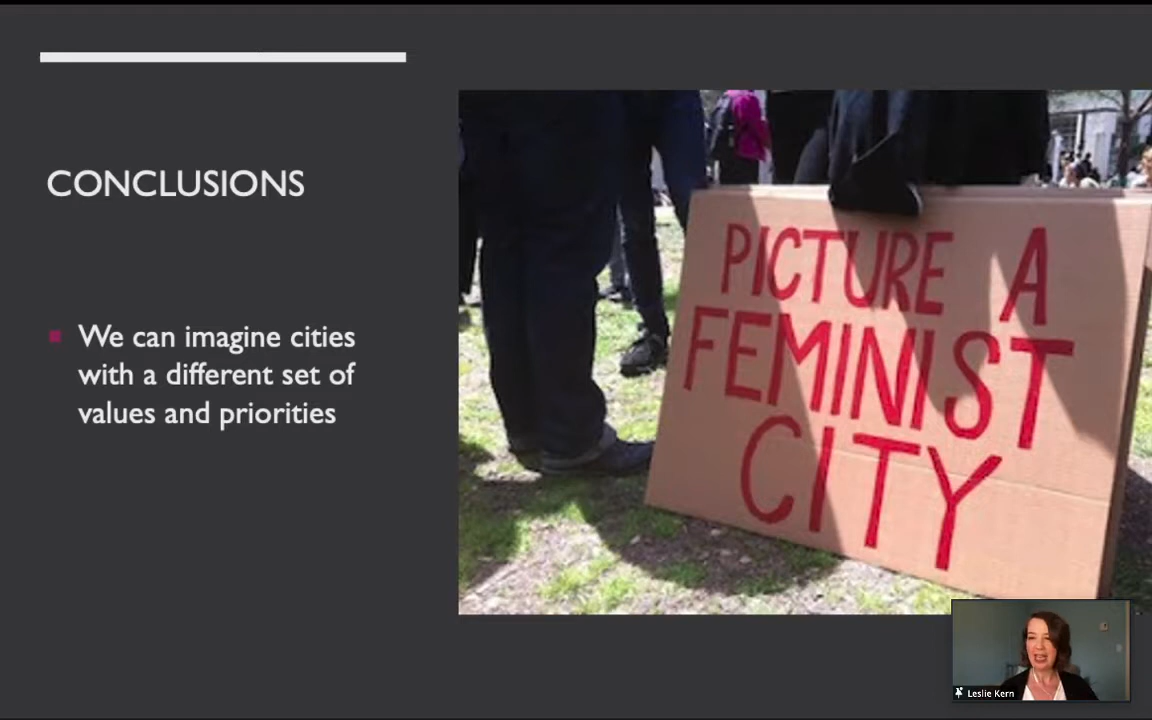 CONCLUSIONS
We can imagine cities
with a different set of
values and priorities
PICTURE A
FEMINIST
CITY
Leslie Kern